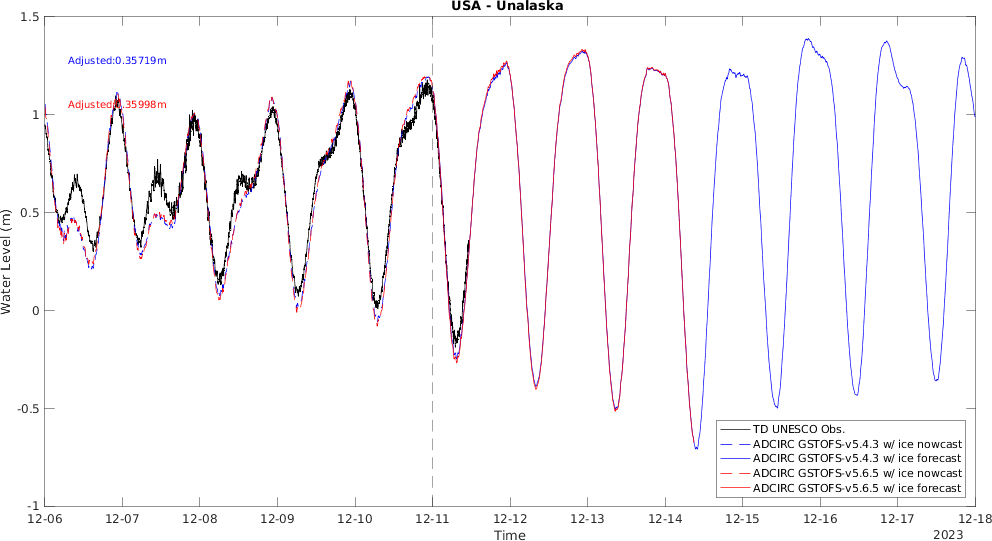 USA - Unalaska
1.5
Adjusted:0.35719m
Adjusted:0.35998m
1
0.5
Water Level (m)
0
-0.5
-1
TD UNESCO Obs.
ADCIRC GSTOFS-v5.4.3 w/ ice nowcast
ADCIRC GSTOFS-v5.4.3 w/ ice forecast
ADCIRC GSTOFS-v5.6.5 w/ ice nowcast
ADCIRC GSTOFS-v5.6.5 w/ ice forecast
12-06 12-07 12-08 12-09 12-10 12-11 12-12 12-13 12-14 12-15 12-16 12-17 12-18
Time
2023